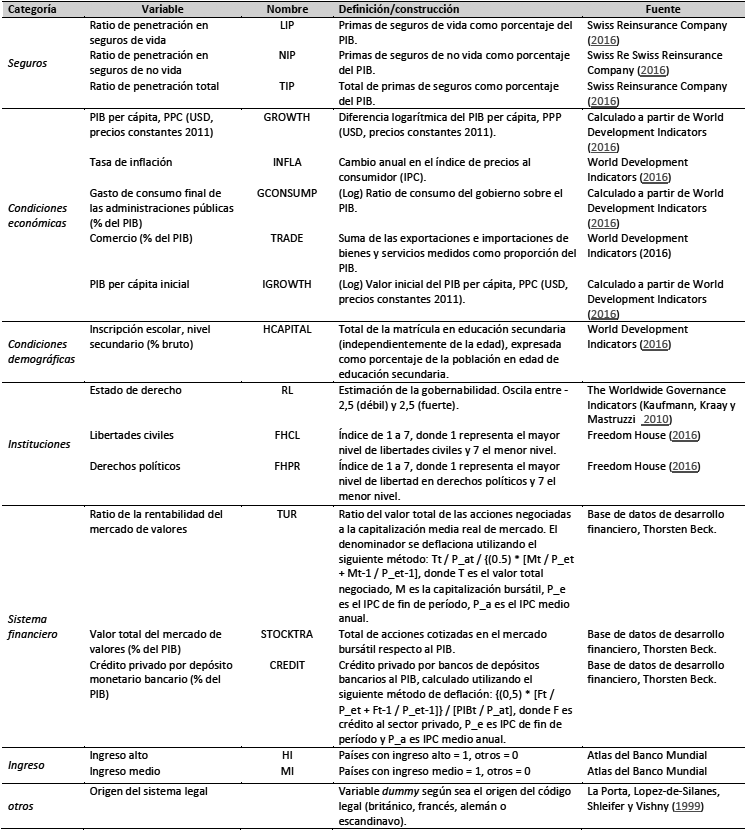 Categoría Variable Nombre Definición/construcción Fuente
Seguros
Ratio de penetración en seguros de vida
LIP
Primas de seguros de vida como porcentaje del PIB.
Swiss Reinsurance Company (2016)
Ratio de penetración en seguros de no vida
NIP
Primas de seguros de no vida como porcentaje del PIB.
Swiss Re Swiss Reinsurance Company (2016)
Ratio de penetración total
TIP
Total de primas de seguros como porcentaje del PIB.
Swiss Reinsurance Company (2016)
Condiciones económicas
PIB per cápita, PPC (USD, precios constantes 2011)
GROWTH
Diferencia logarítmica del PIB per cápita, PPP (USD, precios constantes 2011).
Calculado a partir de World Development Indicators (2016)
Tasa de inflación
INFLA
Cambio anual en el índice de precios al consumidor (IPC).
World Development Indicators (2016)
Gasto de consumo final de las administraciones públicas (% del PIB)
GCONSUMP
(Log) Ratio de consumo del gobierno sobre el PIB.
Calculado a partir de World Development Indicators (2016)
Comercio (% del PIB)
TRADE
Suma de las exportaciones e importaciones de bienes y servicios medidos como proporción del PIB.
World Development Indicators (2016)
PIB per cápita inicial
IGROWTH
(Log) Valor inicial del PIB per cápita, PPC (USD, precios constantes 2011).
Calculado a partir de World Development Indicators (2016)
Condiciones demográficas
Inscripción escolar, nivel secundario (% bruto)
HCAPITAL
Total de la matrícula en educación secundaria (independientemente de la edad), expresada como porcentaje de la población en edad de educación secundaria.
World Development Indicators (2016)
Instituciones
Estado de derecho
RL
Estimación de la gobernabilidad. Oscila entre -2,5 (débil) y 2,5 (fuerte).
The Worldwide Governance Indicators (Kaufmann, Kraay y Mastruzzi 2010)
Libertades civiles
FHCL
Índice de 1 a 7, donde 1 representa el mayor nivel de libertades civiles y 7 el menor nivel.
Freedom House (2016)
Derechos políticos
FHPR
Índice de 1 a 7, donde 1 representa el mayor nivel de libertad en derechos políticos y 7 el menor nivel.
Freedom House (2016)
Sistema financiero
Ratio de la rentabilidad del mercado de valores
TUR
Ratio del valor total de las acciones negociadas a la capitalización media real de mercado. El denominador se deflaciona utilizando el siguiente método: Tt / P_at / {(0.5) * [Mt / P_et + Mt-1 / P_et-1], donde T es el valor total negociado, M es la capitalización bursátil, P_e es el IPC de fin de período, P_a es el IPC medio anual.
Base de datos de desarrollo financiero, Thorsten Beck.
Valor total del mercado de valores (% del PIB)
STOCKTRA
Total de acciones cotizadas en el mercado bursátil respecto al PIB.
Base de datos de desarrollo financiero, Thorsten Beck.
Crédito privado por depósito monetario bancario (% del PIB)
CREDIT
Crédito privado por bancos de depósitos bancarios al PIB, calculado utilizando el siguiente método de deflación: {(0,5) * [Ft / P_et + Ft-1 / P_et-1]} / [PIBt / P_at], donde F es crédito al sector privado, P_e es IPC de fin de período y P_a es IPC medio anual.
Base de datos de desarrollo financiero, Thorsten Beck.
Ingreso
Ingreso alto
HI
Países con ingreso alto = 1, otros = 0
Atlas del Banco Mundial
Ingreso medio
MI
Países con ingreso medio = 1, otros = 0
Atlas del Banco Mundial
otros
Origen del sistema legal
Variable dummy según sea el origen del código legal (británico, francés, alemán o escandinavo).
La Porta, Lopez-de-Silanes, Shleifer y Vishny (1999)